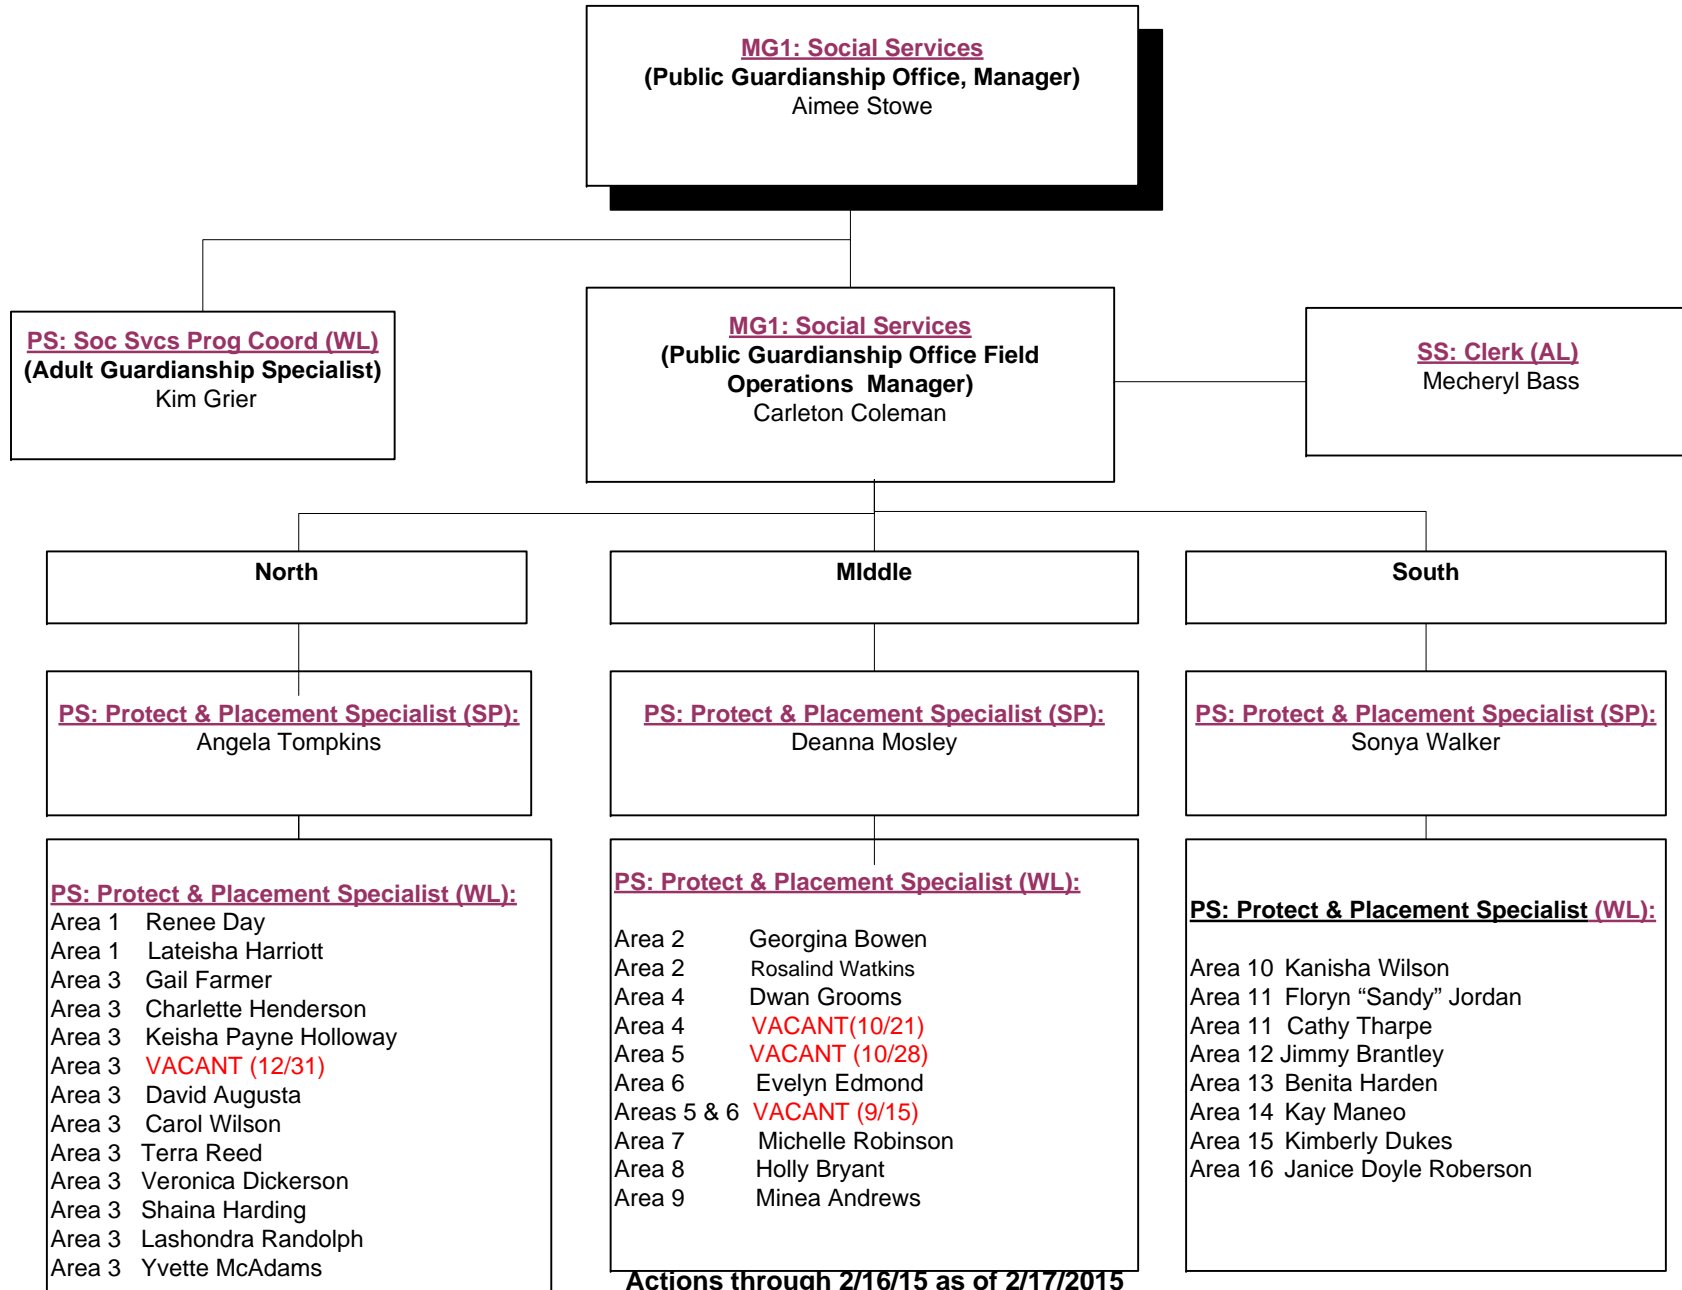 MG1: Social Services
(Public Guardianship Office, Manager)
Aimee Stowe
PS: Soc Svcs Prog Coord (WL)
(Adult Guardianship Specialist)
Kim Grier
MG1: Social Services
(Public Guardianship Office Field
Operations Manager)
Carleton Coleman
SS: Clerk (AL)
Mecheryl Bass
North
MIddle
South
PS: Protect & Placement Specialist (SP):
Angela Tompkins
PS: Protect & Placement Specialist (SP):
Deanna Mosley
PS: Protect & Placement Specialist (SP):
Sonya Walker
PS: Protect & Placement Specialist (WL):
Area 1 Renee Day
Area 1 Lateisha Harriott
Area 3 Gail Farmer
Area 3 Charlette Henderson
Area 3 Keisha Payne Holloway
Area 3 VACANT (12/31)
Area 3 David Augusta
Area 3 Carol Wilson
Area 3 Terra Reed
Area 3 Veronica Dickerson
Area 3 Shaina Harding
Area 3 Lashondra Randolph
Area 3 Yvette McAdams
PS: Protect & Placement Specialist (WL):
Area 2 Georgina Bowen
Area 2 Rosalind Watkins
Area 4 Dwan Grooms
Area 4 VACANT(10/21)
Area 5 VACANT (10/28)
Area 6 Evelyn Edmond
Areas 5 & 6 VACANT (9/15)
Area 7 Michelle Robinson
Area 8 Holly Bryant
Area 9 Minea Andrews
PS: Protect & Placement Specialist (WL):
Area 10 Kanisha Wilson
Area 11 Floryn “Sandy” Jordan
Area 11 Cathy Tharpe
Area 12 Jimmy Brantley
Area 13 Benita Harden
Area 14 Kay Maneo
Area 15 Kimberly Dukes
Area 16 Janice Doyle Roberson
Actions through 2/16/15 as of 2/17/2015